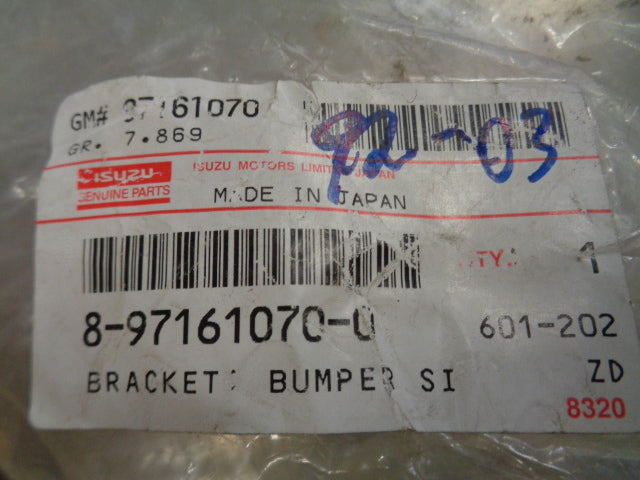 GM# 97161070
GR. 7.869
92-03
ISUZU
GENUINE PARTS
ISUZU MOTORS LIMITED JAPAN
MADE IN JAPAN
QTY.: 1
8-97161070-0
601-202
BRACKET: BUMPER SI
ZD
8320